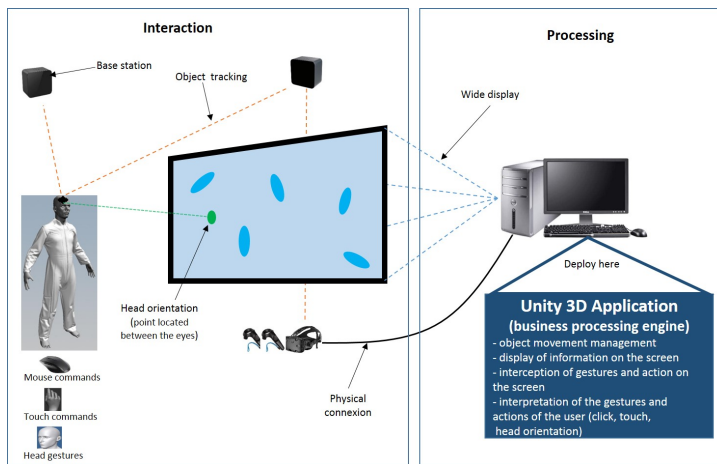 Interaction
Processing
Base station
Object tracking
Wide display
Head orientation
(point located
between the eyes)
Mouse commands
Touch commands
Head gestures
Physical
connexion
Deploy here
Unity 3D Application
(business processing engine)
- object movement management
- display of information on the screen
- interception of gestures and action on
the screen
- interpretation of the gestures and
actions of the user (click, touch,
head orientation)